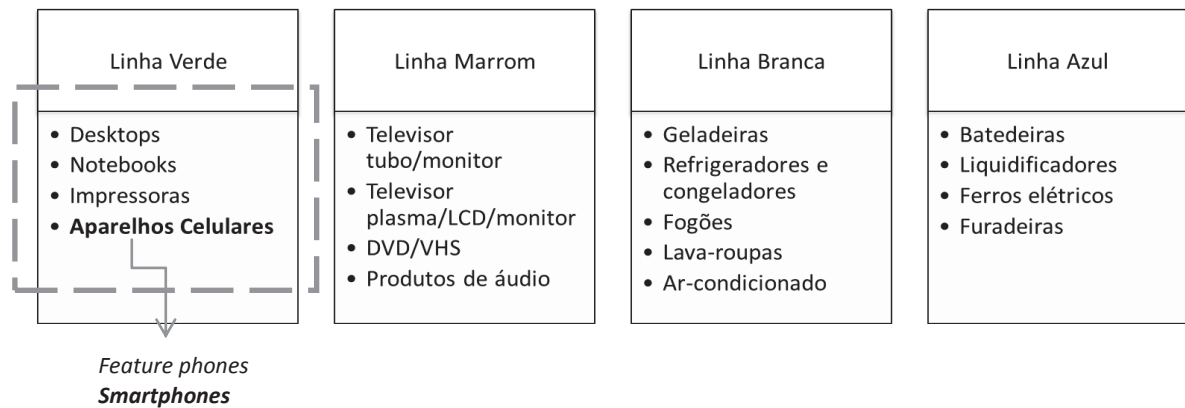 Linha Verde
• Desktops
• Notebooks
• Impressoras
• Aparelhos Celulares
Feature phones
Smartphones
Linha Marrom
• Televisor
tubo/monitor
• Televisor
plasma/LCD/monitor
• DVD/VHS
• Produtos de áudio
Linha Branca
• Geladeiras
• Refrigeradores e
congeladores
• Fogões
• Lava-roupas
• Ar-condicionado
Linha Azul
• Batedeiras
• Liquidificadores
• Ferros elétricos
• Furadeiras